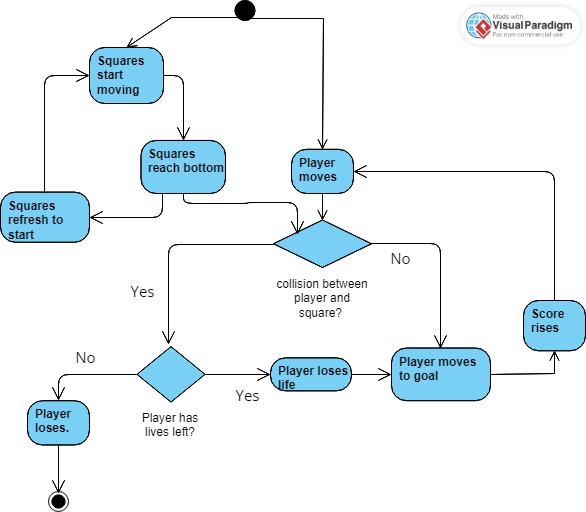 Made with
Visual Paradigm
For non-commercial use
Squares
start
moving
Squares
reach bottom
Player
moves
Squares
refresh to
start
No
collision between
player and
square?
Yes
Score
rises
No
Player loses
life
Player moves
to goal
Yes
Player
loses.
Player has
lives left?